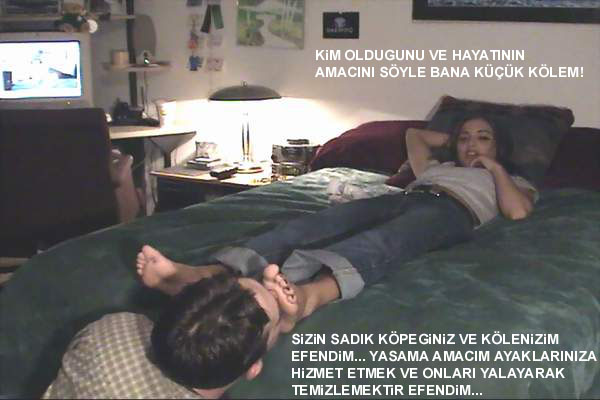 KiM OLDUGUNU VE HAYATININ
AMACINI SÖYLE BANA KÜÇÜK KÖLEM!
SiZiN SADIK KÖPEGiNiZ VE KÖLENiZiM
EFENDiM... YASAMA AMACIM AYAKLARINIZA
HiZMET ETMEK VE ONLARI YALAYARAK
TEMiZLEMEKTiR EFENDiM...